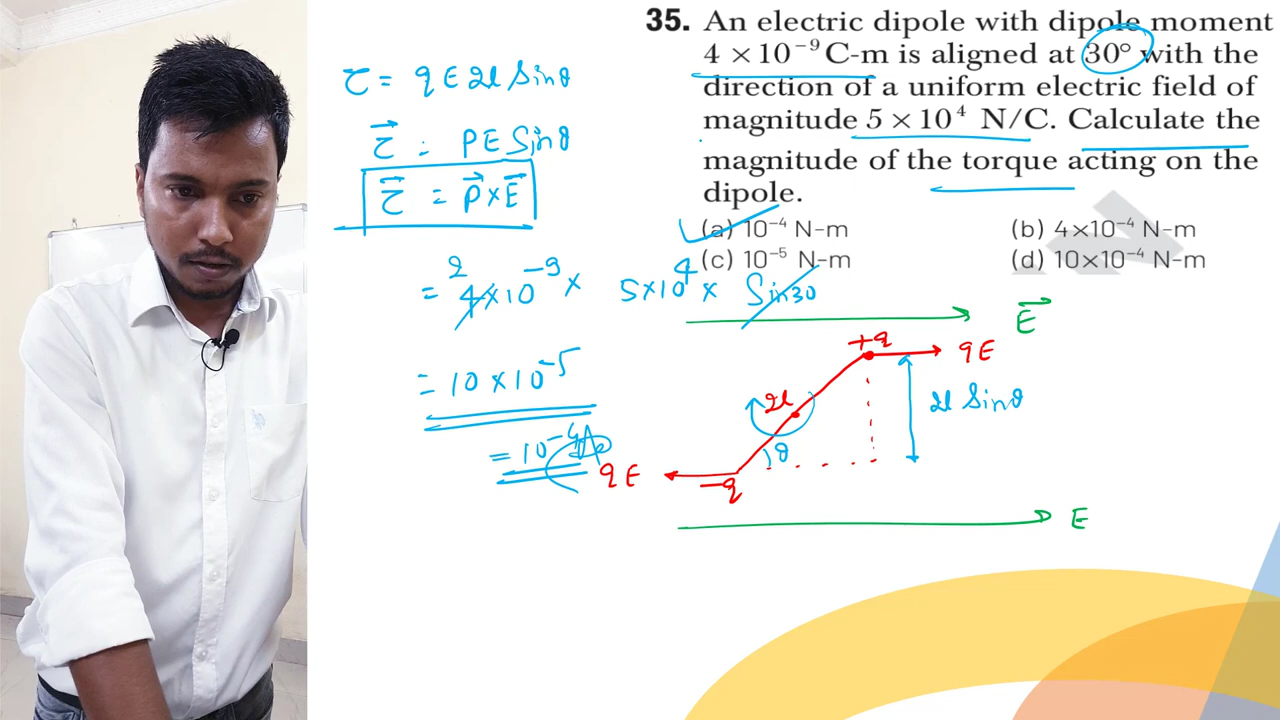 35. An electric dipole with dipole moment
4 × 10⁻⁹ C-m is aligned at 30° with the
direction of a uniform electric field of
magnitude 5 × 10⁴ N/C. Calculate the
magnitude of the torque acting on the
dipole.
(a) 10⁻⁴ N-m
(b) 4×10⁻⁴ N-m
(c) 10⁻⁵ N-m
(d) 10×10⁻⁴ N-m
τ = qE 2l Sinθ
τ⃗ = PE Sinθ
τ⃗ = P⃗×E⃗
2
= 4×10⁻⁹ × 5×10⁴ × Sin30
= 10 × 10⁻⁵
= 10⁻⁴
E⃗
+q
qE
2l
2l Sinθ
θ
qE
-q
E